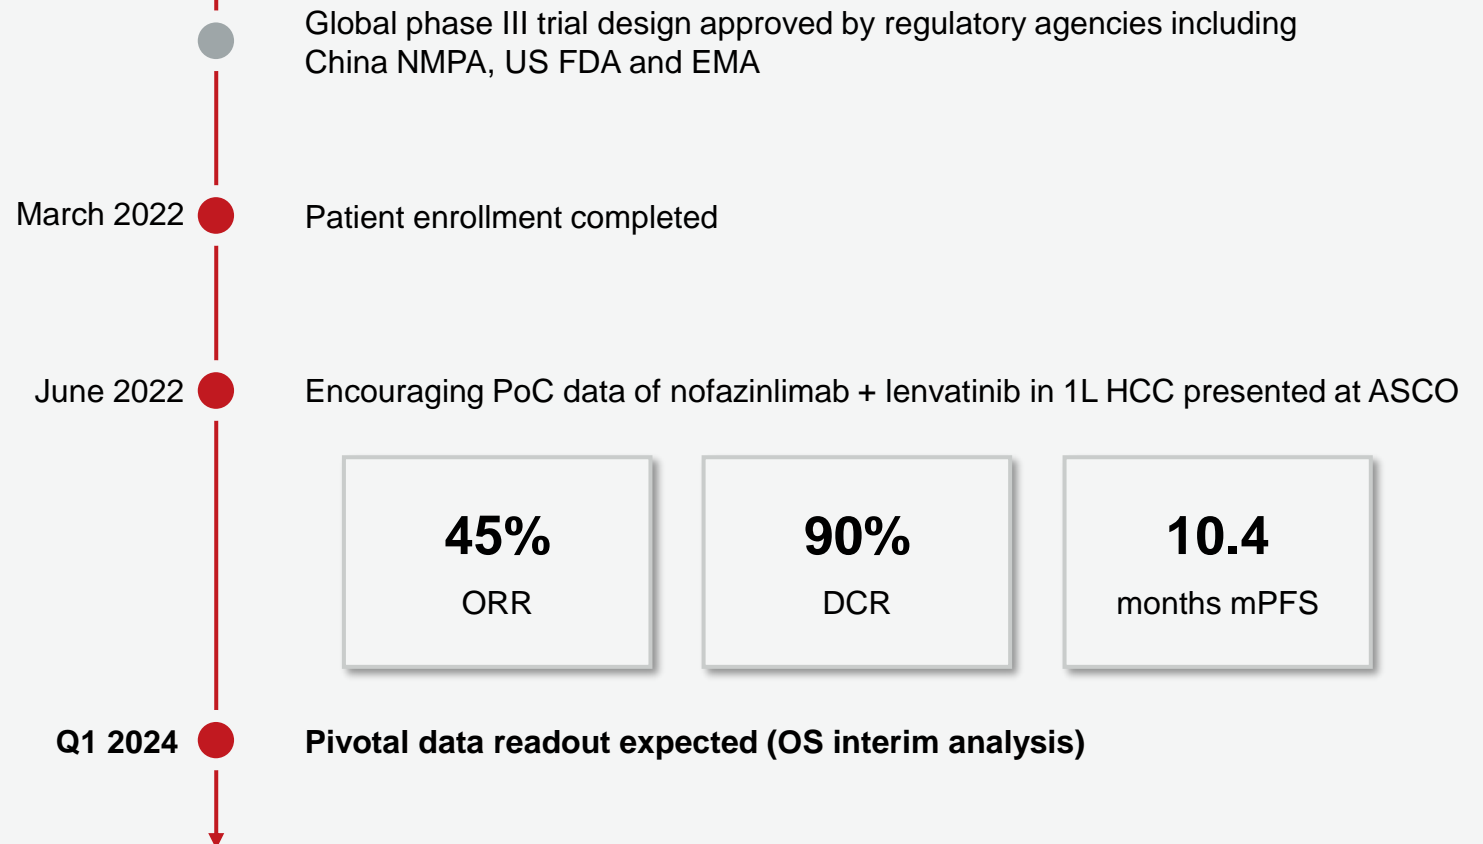 Global phase III trial design approved by regulatory agencies including
China NMPA, US FDA and EMA
March 2022
Patient enrollment completed
June 2022
Encouraging PoC data of nofazinlimab + lenvatinib in 1L HCC presented at ASCO
45%
ORR
90%
DCR
10.4
months mPFS
Q1 2024
Pivotal data readout expected (OS interim analysis)